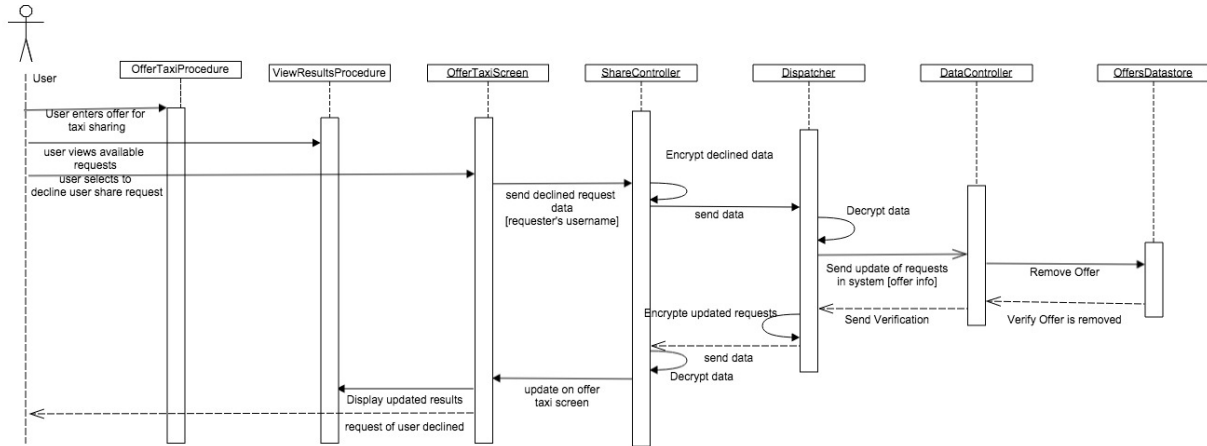 User
OfferTaxiProcedure
ViewResultsProcedure
OfferTaxiScreen
ShareController
Dispatcher
DataController
OffersDatastore
User enters offer for
taxi sharing
user views available
requests
user selects to
decline user share request
send declined request
data
[requester's username]
Encrypt declined data
send data
Decrypt data
Send update of requests
in system [offer info]
Remove Offer
Verify Offer is removed
Send Verification
Encrypte updated requests
send data
Decrypt data
update on offer
taxi screen
Display updated results
request of user declined